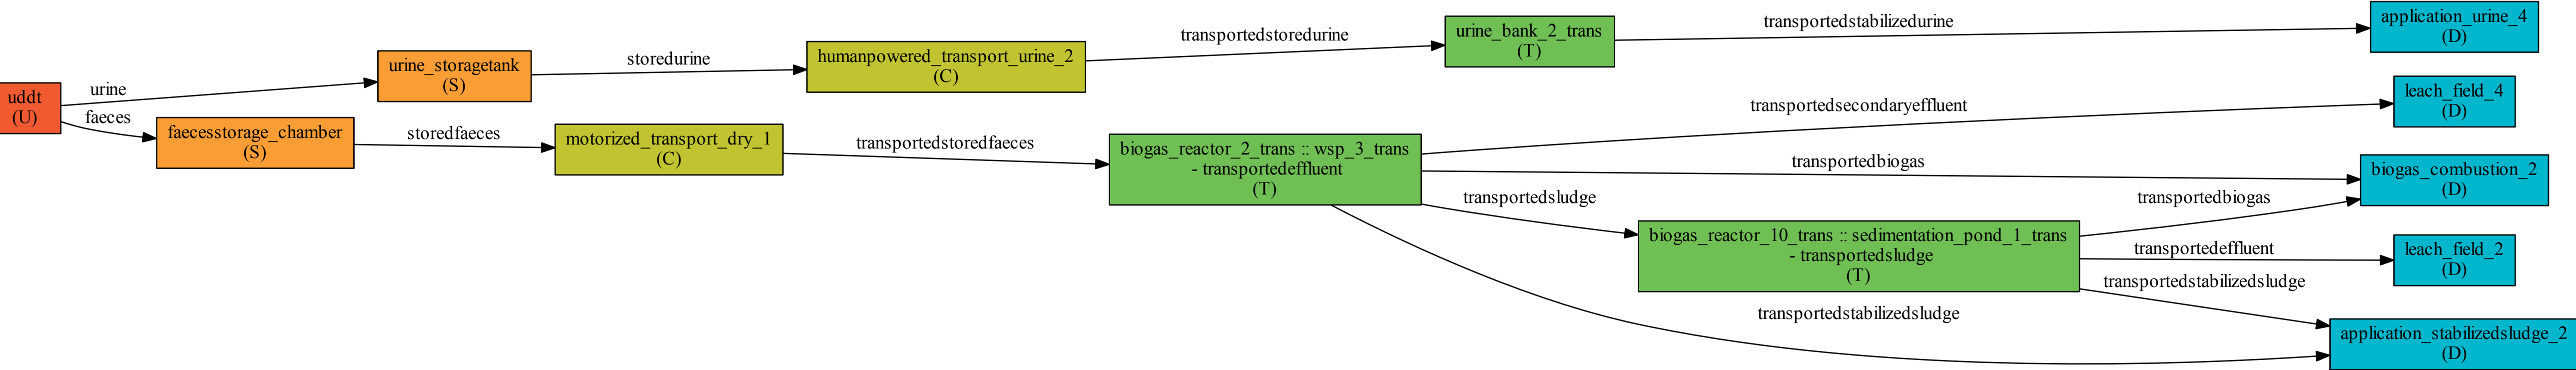 uddt
(U)
urine
faeces
urine_storagetank
(S)
faecesstorage_chamber
(S)
storedurine
storedfaeces
humanpowered_transport_urine_2
(C)
motorized_transport_dry_1
(C)
transportedstoredurine
transportedstoredfaeces
urine_bank_2_trans
(T)
biogas_reactor_2_trans :: wsp_3_trans
- transportedeffluent
(T)
transportedstabilizedurine
transportedsecondaryeffluent
transportedbiogas
transportedsludge
biogas_reactor_10_trans :: sedimentation_pond_1_trans
- transportedsludge
(T)
transportedstabilizedsludge
transportedbiogas
transportedeffluent
transportedstabilizedsludge
application_urine_4
(D)
leach_field_4
(D)
biogas_combustion_2
(D)
leach_field_2
(D)
application_stabilizedsludge_2
(D)